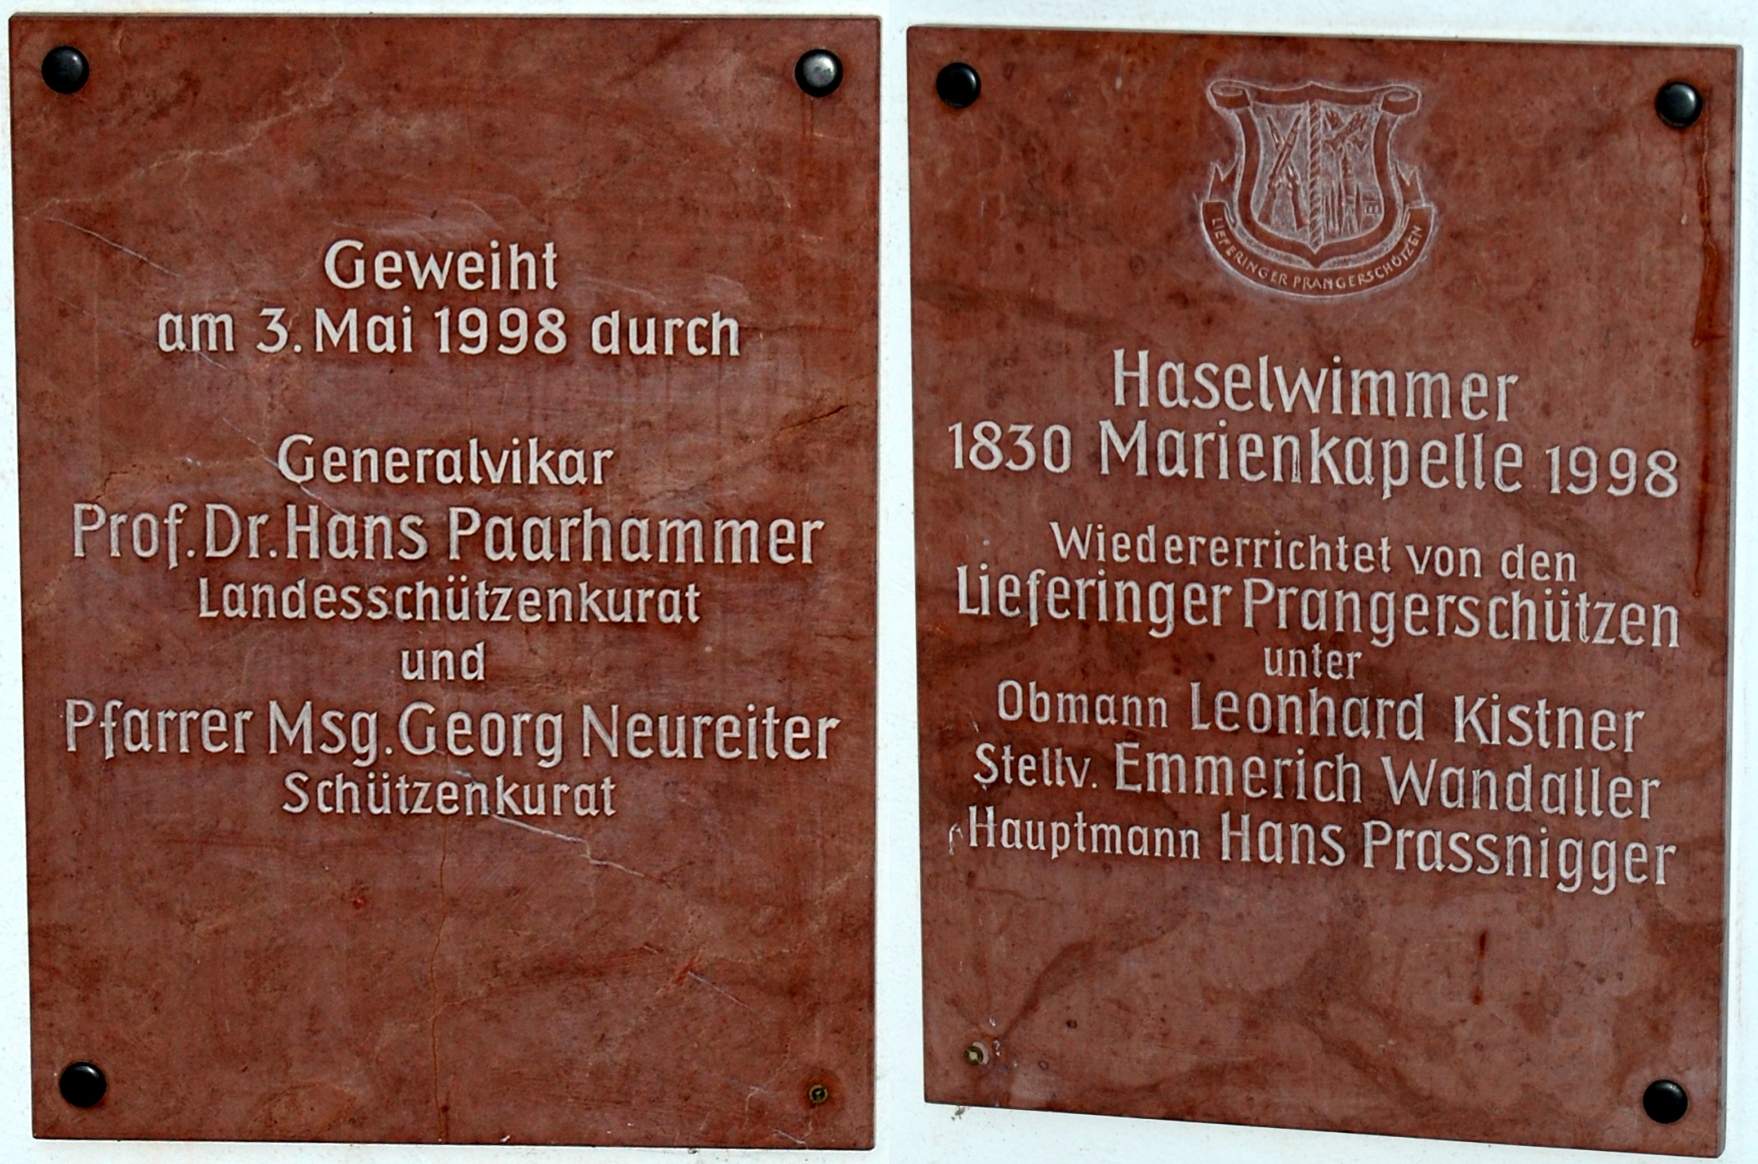 Geweiht
am 3. Mai 1998 durch
Generalvikar
Prof. Dr. Hans Paarhammer
Landesschützenkurat
und
Pfarrer Msg. Georg Neureiter
Schützenkurat
LIEFERINGER PRANGERSCHÜTZEN
Haselwimmer
1830 Marienkapelle 1998
Wiedererrichtet von den
Lieferinger Prangerschützen
unter
Obmann Leonhard Kistner
Stellv. Emmerich Wandaller
Hauptmann Hans Prassnigger